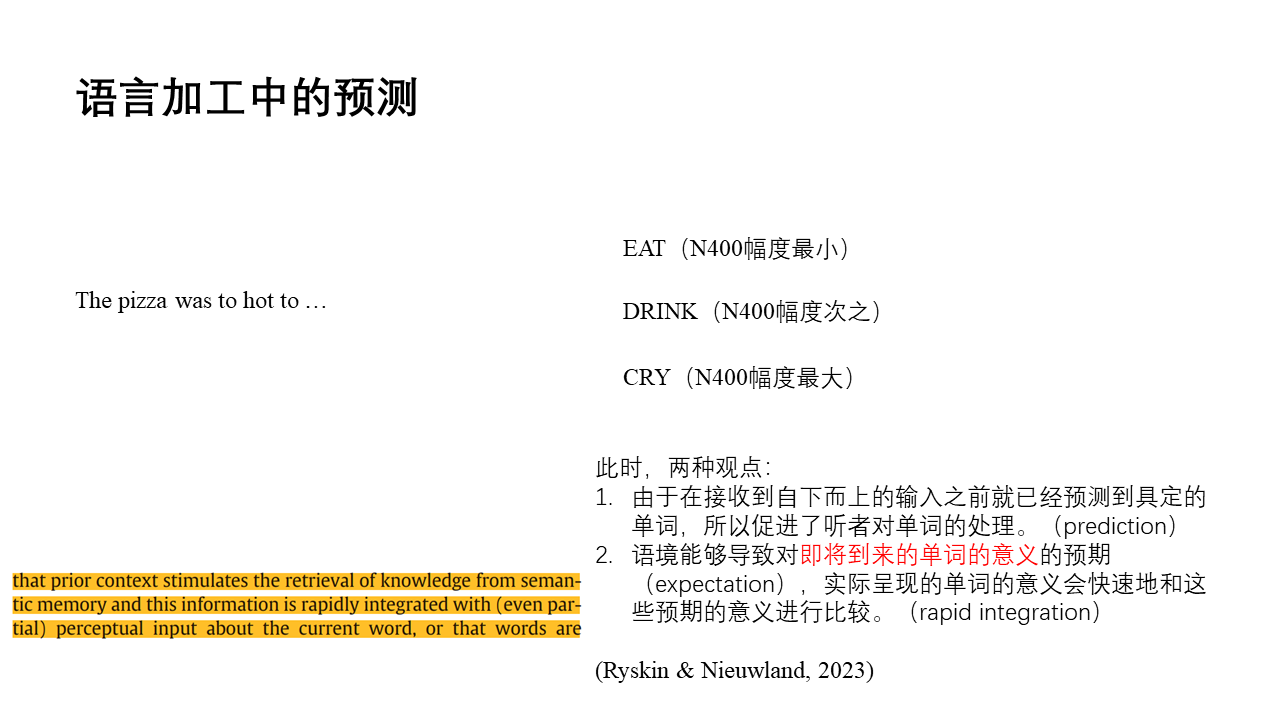 语言加工中的预测
The pizza was to hot to …
EAT（N400幅度最小）
DRINK（N400幅度次之）
CRY（N400幅度最大）
此时，两种观点：
1. 由于在接收到自下而上的输入之前就已经预测到具定的
单词，所以促进了听者对单词的处理。（prediction）
2. 语境能够导致对即将到来的单词的意义的预期
（expectation），实际呈现的单词的意义会快速地和这
些预期的意义进行比较。（rapid integration）
that prior context stimulates the retrieval of knowledge from seman-
tic memory and this information is rapidly integrated with (even par-
tial) perceptual input about the current word, or that words are
(Ryskin & Nieuwland, 2023)